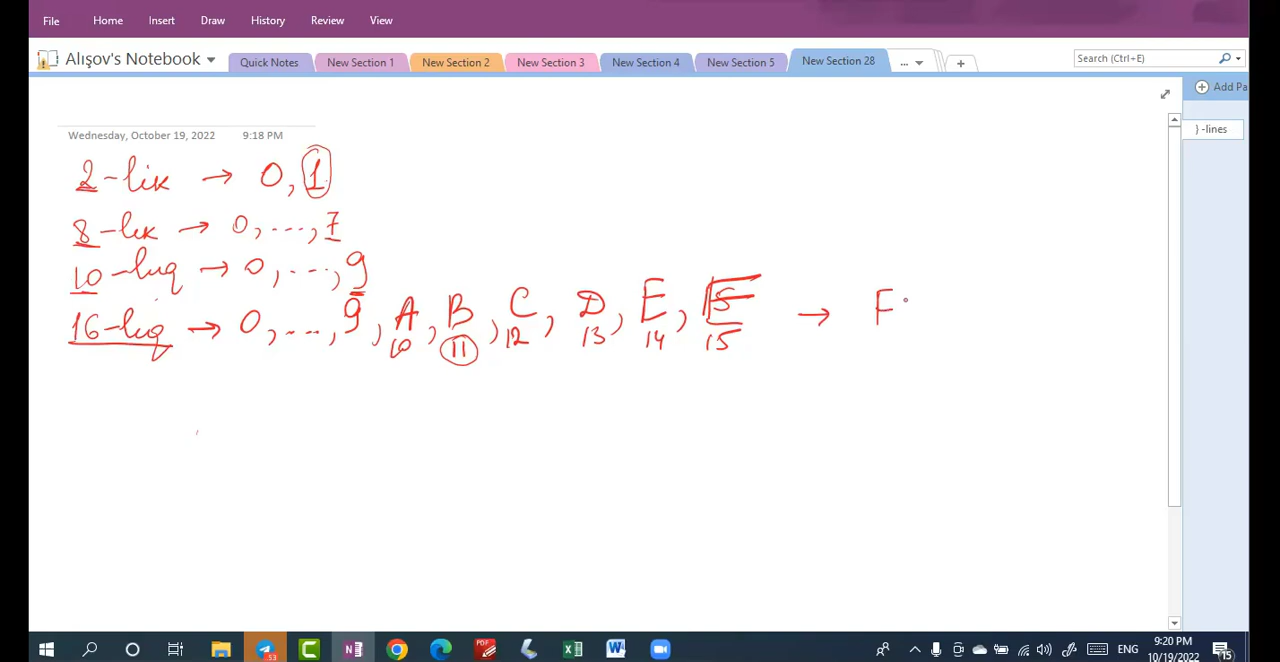 File Home Insert Draw History Review View
Alışov's Notebook Quick Notes New Section 1 New Section 2 New Section 3 New Section 4 New Section 5 New Section 28 ... + Search (Ctrl+E)
Add Pa
} -lines
Wednesday, October 19, 2022 9:18 PM
2-lik → 0, 1
8-lik → 0, ..., 7
10-luq → 0, ..., 9
16-lıq → 0, ..., 9, A, B, C, D, E, → F
10 11 12 13 14 15
53
ENG
9:20 PM
10/19/2022
15